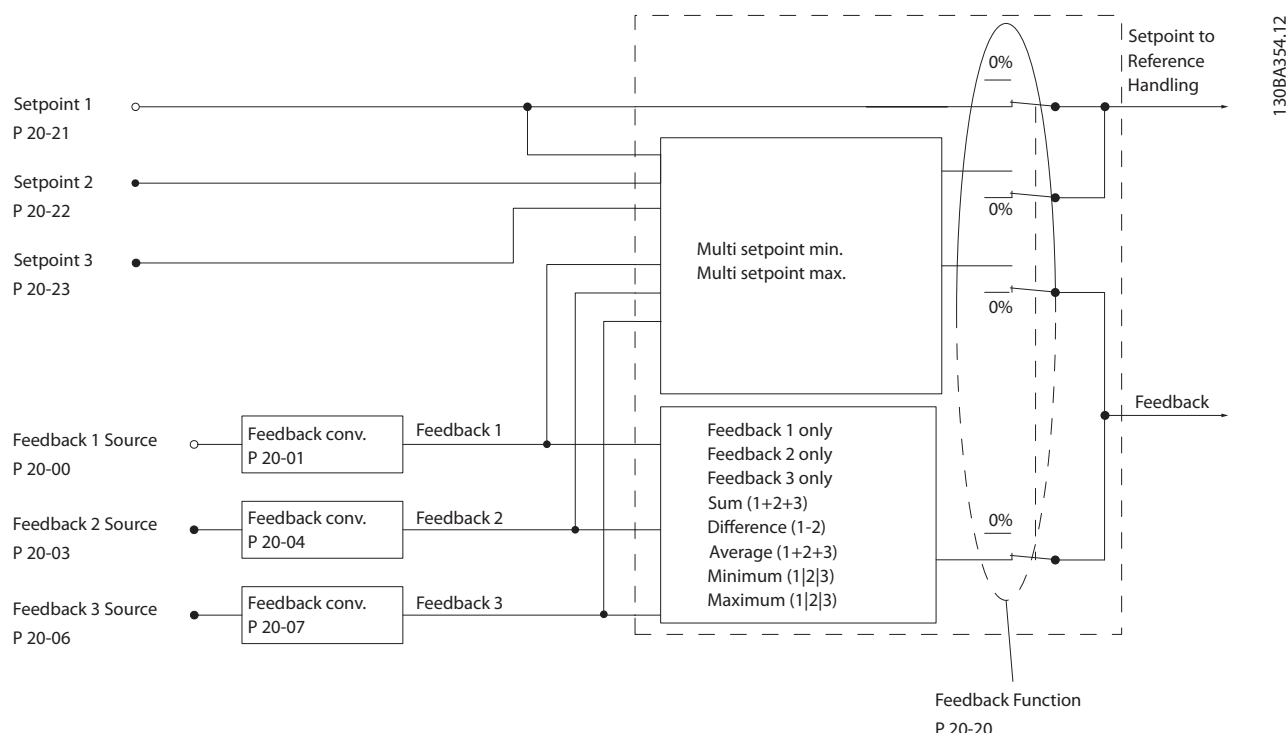 130BA354.12
Setpoint to
Reference
Handling
0%
Setpoint 1
P 20-21
Setpoint 2
P 20-22
0%
Setpoint 3
P 20-23
Multi setpoint min.
Multi setpoint max.
0%
Feedback
Feedback 1 Source
P 20-00
Feedback conv.
P 20-01
Feedback 1
Feedback 2 Source
P 20-03
Feedback conv.
P 20-04
Feedback 2
Feedback 3 Source
P 20-06
Feedback conv.
P 20-07
Feedback 3
Feedback 1 only
Feedback 2 only
Feedback 3 only
Sum (1+2+3)
Difference (1-2)
Average (1+2+3)
Minimum (1|2|3)
Maximum (1|2|3)
0%
Feedback Function
P 20-20